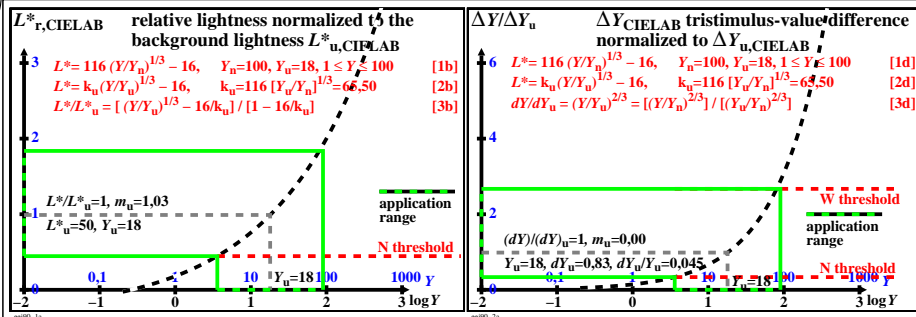 L*r,CIELAB relative lightness normalized to the
background lightness L*u,CIELAB
L*= 116 (Y/Yn)1/3 − 16, Yn=100, Yu=18, 1 ≤ Y ≤ 100 [1b]
L*= ku(Y/Yu)1/3 − 16, ku=116 [Yu/Yn]1/3=65,50 [2b]
L*/L*u = [ (Y/Yu)1/3 − 16/ku] / [1 − 16/ku] [3b]
3
2
1
0
L*/L*u=1, mu=1,03
L*u=50, Yu=18
application
range
N threshold
Yu=18
0,1 1 10 100 1000 Y
−2 −1 0 1 2 3 log Y
ΔY/ΔYu ΔYCIELAB tristimulus-value difference
normalized to ΔYu,CIELAB
L*= 116 (Y/Yn)1/3 − 16, Yn=100, Yu=18, 1 ≤ Y ≤ 100 [1d]
L*= ku(Y/Yu)1/3 − 16, ku=116 [Yu/Yn]1/3=65,50 [2d]
dY/dYu = (Y/Yu)2/3 = [(Y/Yn)2/3] / [(Yu/Yn)2/3] [3d]
6
4
2
0
W threshold
application
range
(dY)/(dY)u=1, mu=0,00
Yu=18, dYu=0,83, dYu/Yu=0,045
N threshold
Yu=18
0,1 1 10 100 1000 Y
−2 −1 0 1 2 3 log Y